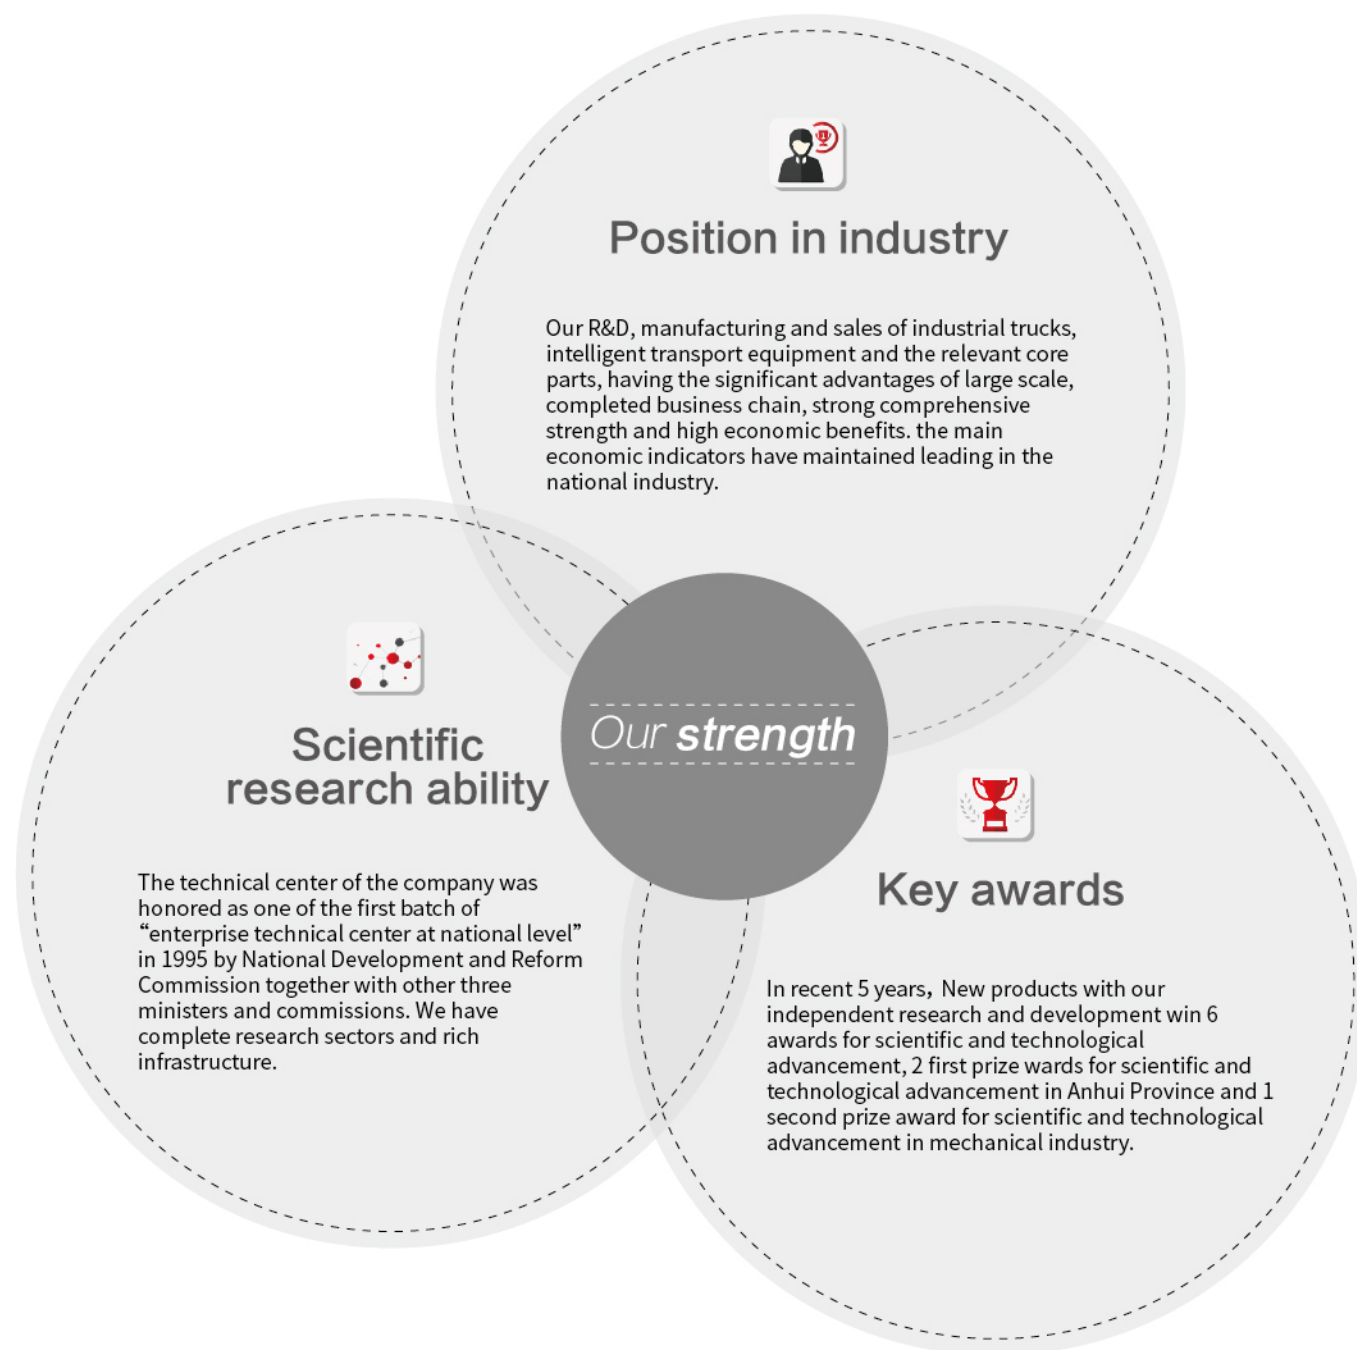 Position in industry
Our R&D, manufacturing and sales of industrial trucks,
intelligent transport equipment and the relevant core
parts, having the significant advantages of large scale,
completed business chain, strong comprehensive
strength and high economic benefits. the main
economic indicators have maintained leading in the
national industry.
Our strength
Scientific
research ability
The technical center of the company was
honored as one of the first batch of
“enterprise technical center at national level”
in 1995 by National Development and Reform
Commission together with other three
ministers and commissions. We have
complete research sectors and rich
infrastructure.
Key awards
In recent 5 years，New products with our
independent research and development win 6
awards for scientific and technological
advancement, 2 first prize wards for scientific and
technological advancement in Anhui Province and 1
second prize award for scientific and technological
advancement in mechanical industry.